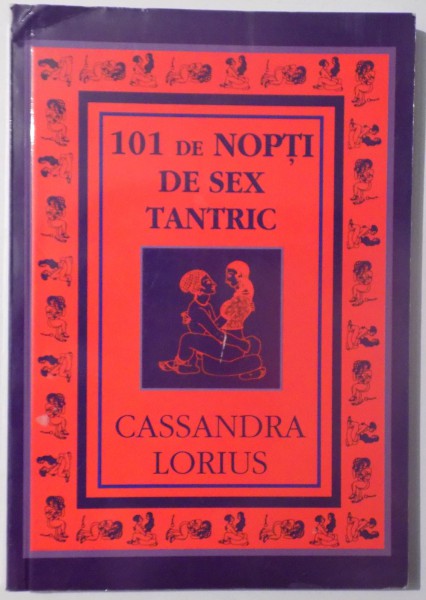 101 DE NOPȚI
DE SEX
TANTRIC
CASSANDRA
LORIUS